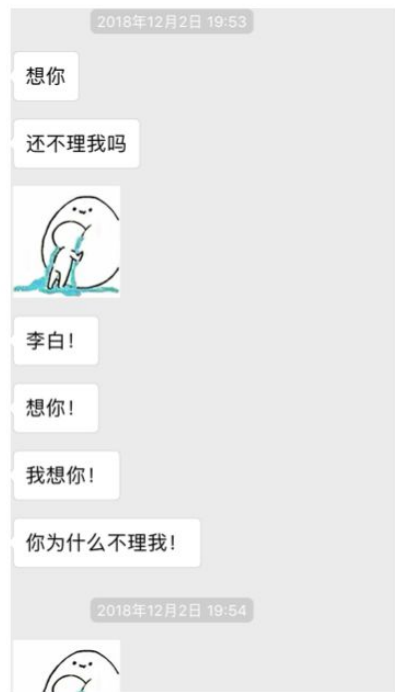 2018年12月2日 19:53
想你
还不理我吗
李白！
想你！
我想你！
你为什么不理我！
2018年12月2日 19:54